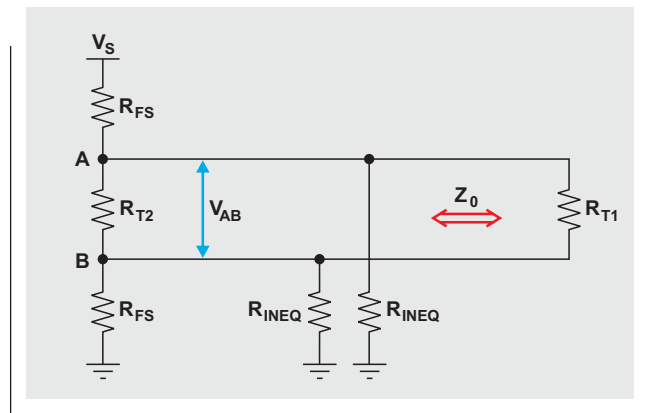 VS
RFS
A
RT2
VAB
Z0
RT1
B
RFS
RINEQ
RINEQ